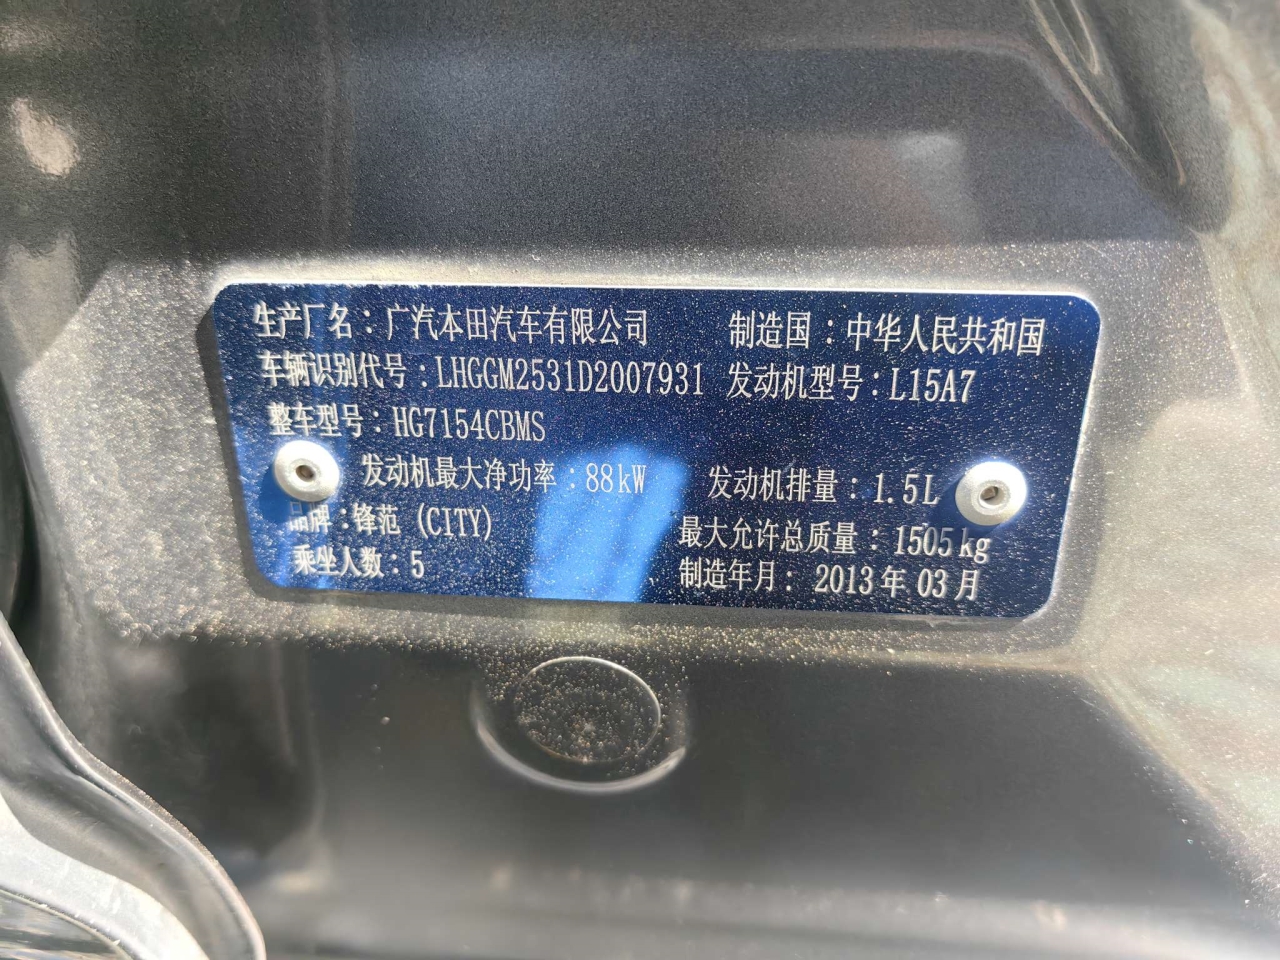 生产厂名：广汽本田汽车有限公司 制造国：中华人民共和国
车辆识别代号：LHGGM2531D2007931 发动机型号：L15A7
整车型号：HG7154CBMS
发动机最大净功率：88kW 发动机排量：1.5L
品牌：锋范 (CITY) 最大允许总质量：1505kg
乘坐人数：5 制造年月：2013年03月